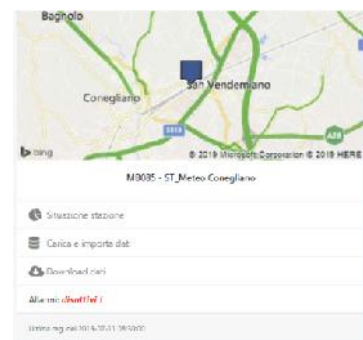 Bagnolo
San Vendemiano
Conegliano
bing
© 2019 Microsoft Corporation © 2019 HERE
ST_Meteo Conegliano
Situazione stazione
Carica e importa dati
Download dati
Allarmi: disattivi !